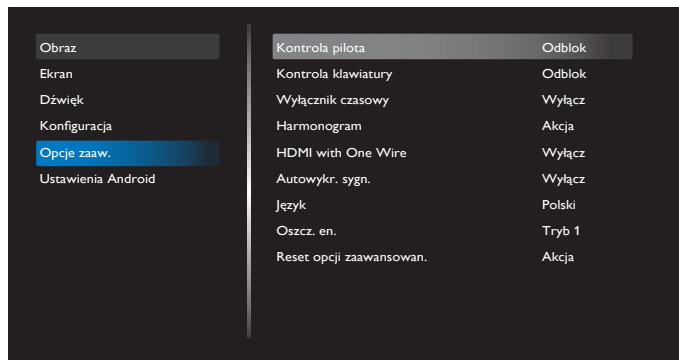 Obraz
Ekran
Dźwięk
Konfiguracja
Opcje zaaw.
Ustawienia Android
Kontrola pilota Odblok
Kontrola klawiatury Odblok
Wyłącznik czasowy Wyłącz
Harmonogram Akcja
HDMI with One Wire Wyłącz
Autowykr. sygn. Wyłącz
Język Polski
Oszcz. en. Tryb 1
Reset opcji zaawansowan. Akcja